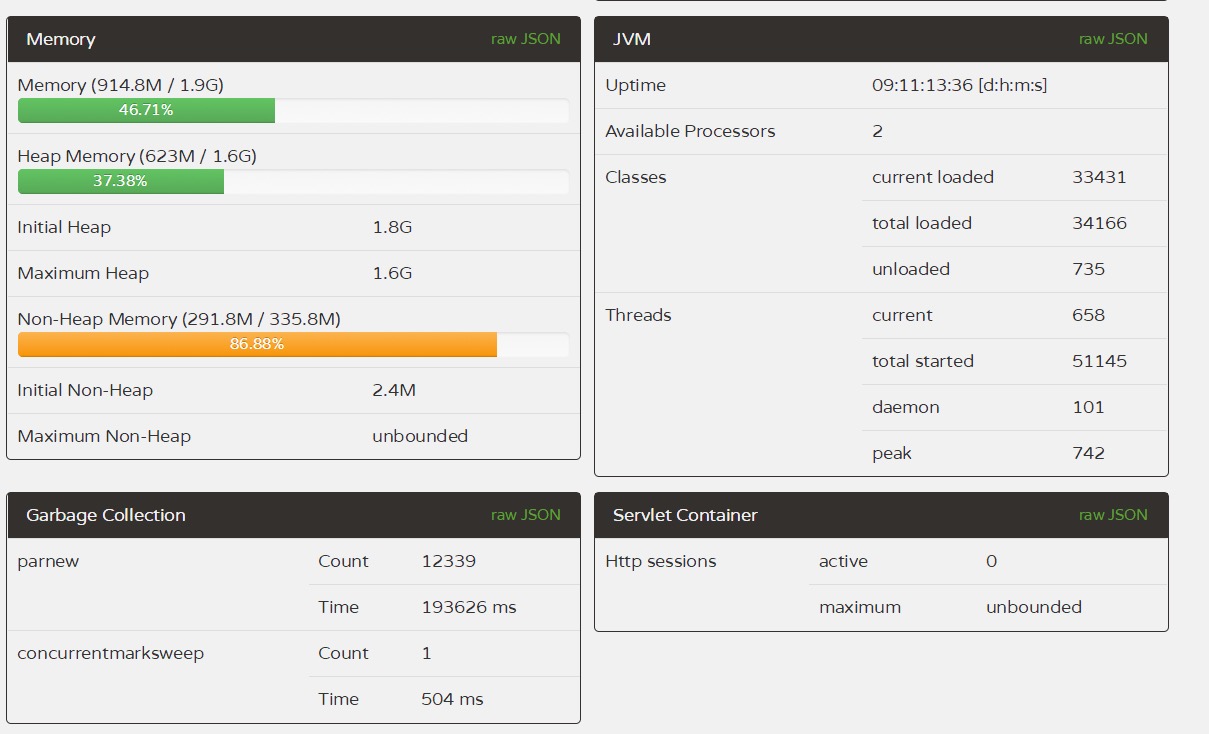 Memory raw JSON
Memory (914.8M / 1.9G)
46.71%
Heap Memory (623M / 1.6G)
37.38%
Initial Heap 1.8G
Maximum Heap 1.6G
Non-Heap Memory (291.8M / 335.8M)
86.88%
Initial Non-Heap 2.4M
Maximum Non-Heap unbounded
JVM raw JSON
Uptime 09:11:13:36 [d:h:m:s]
Available Processors 2
Classes current loaded 33431
total loaded 34166
unloaded 735
Threads current 658
total started 51145
daemon 101
peak 742
Garbage Collection raw JSON
parnew Count 12339
Time 193626 ms
concurrentmarksweep Count 1
Time 504 ms
Servlet Container raw JSON
Http sessions active 0
maximum unbounded